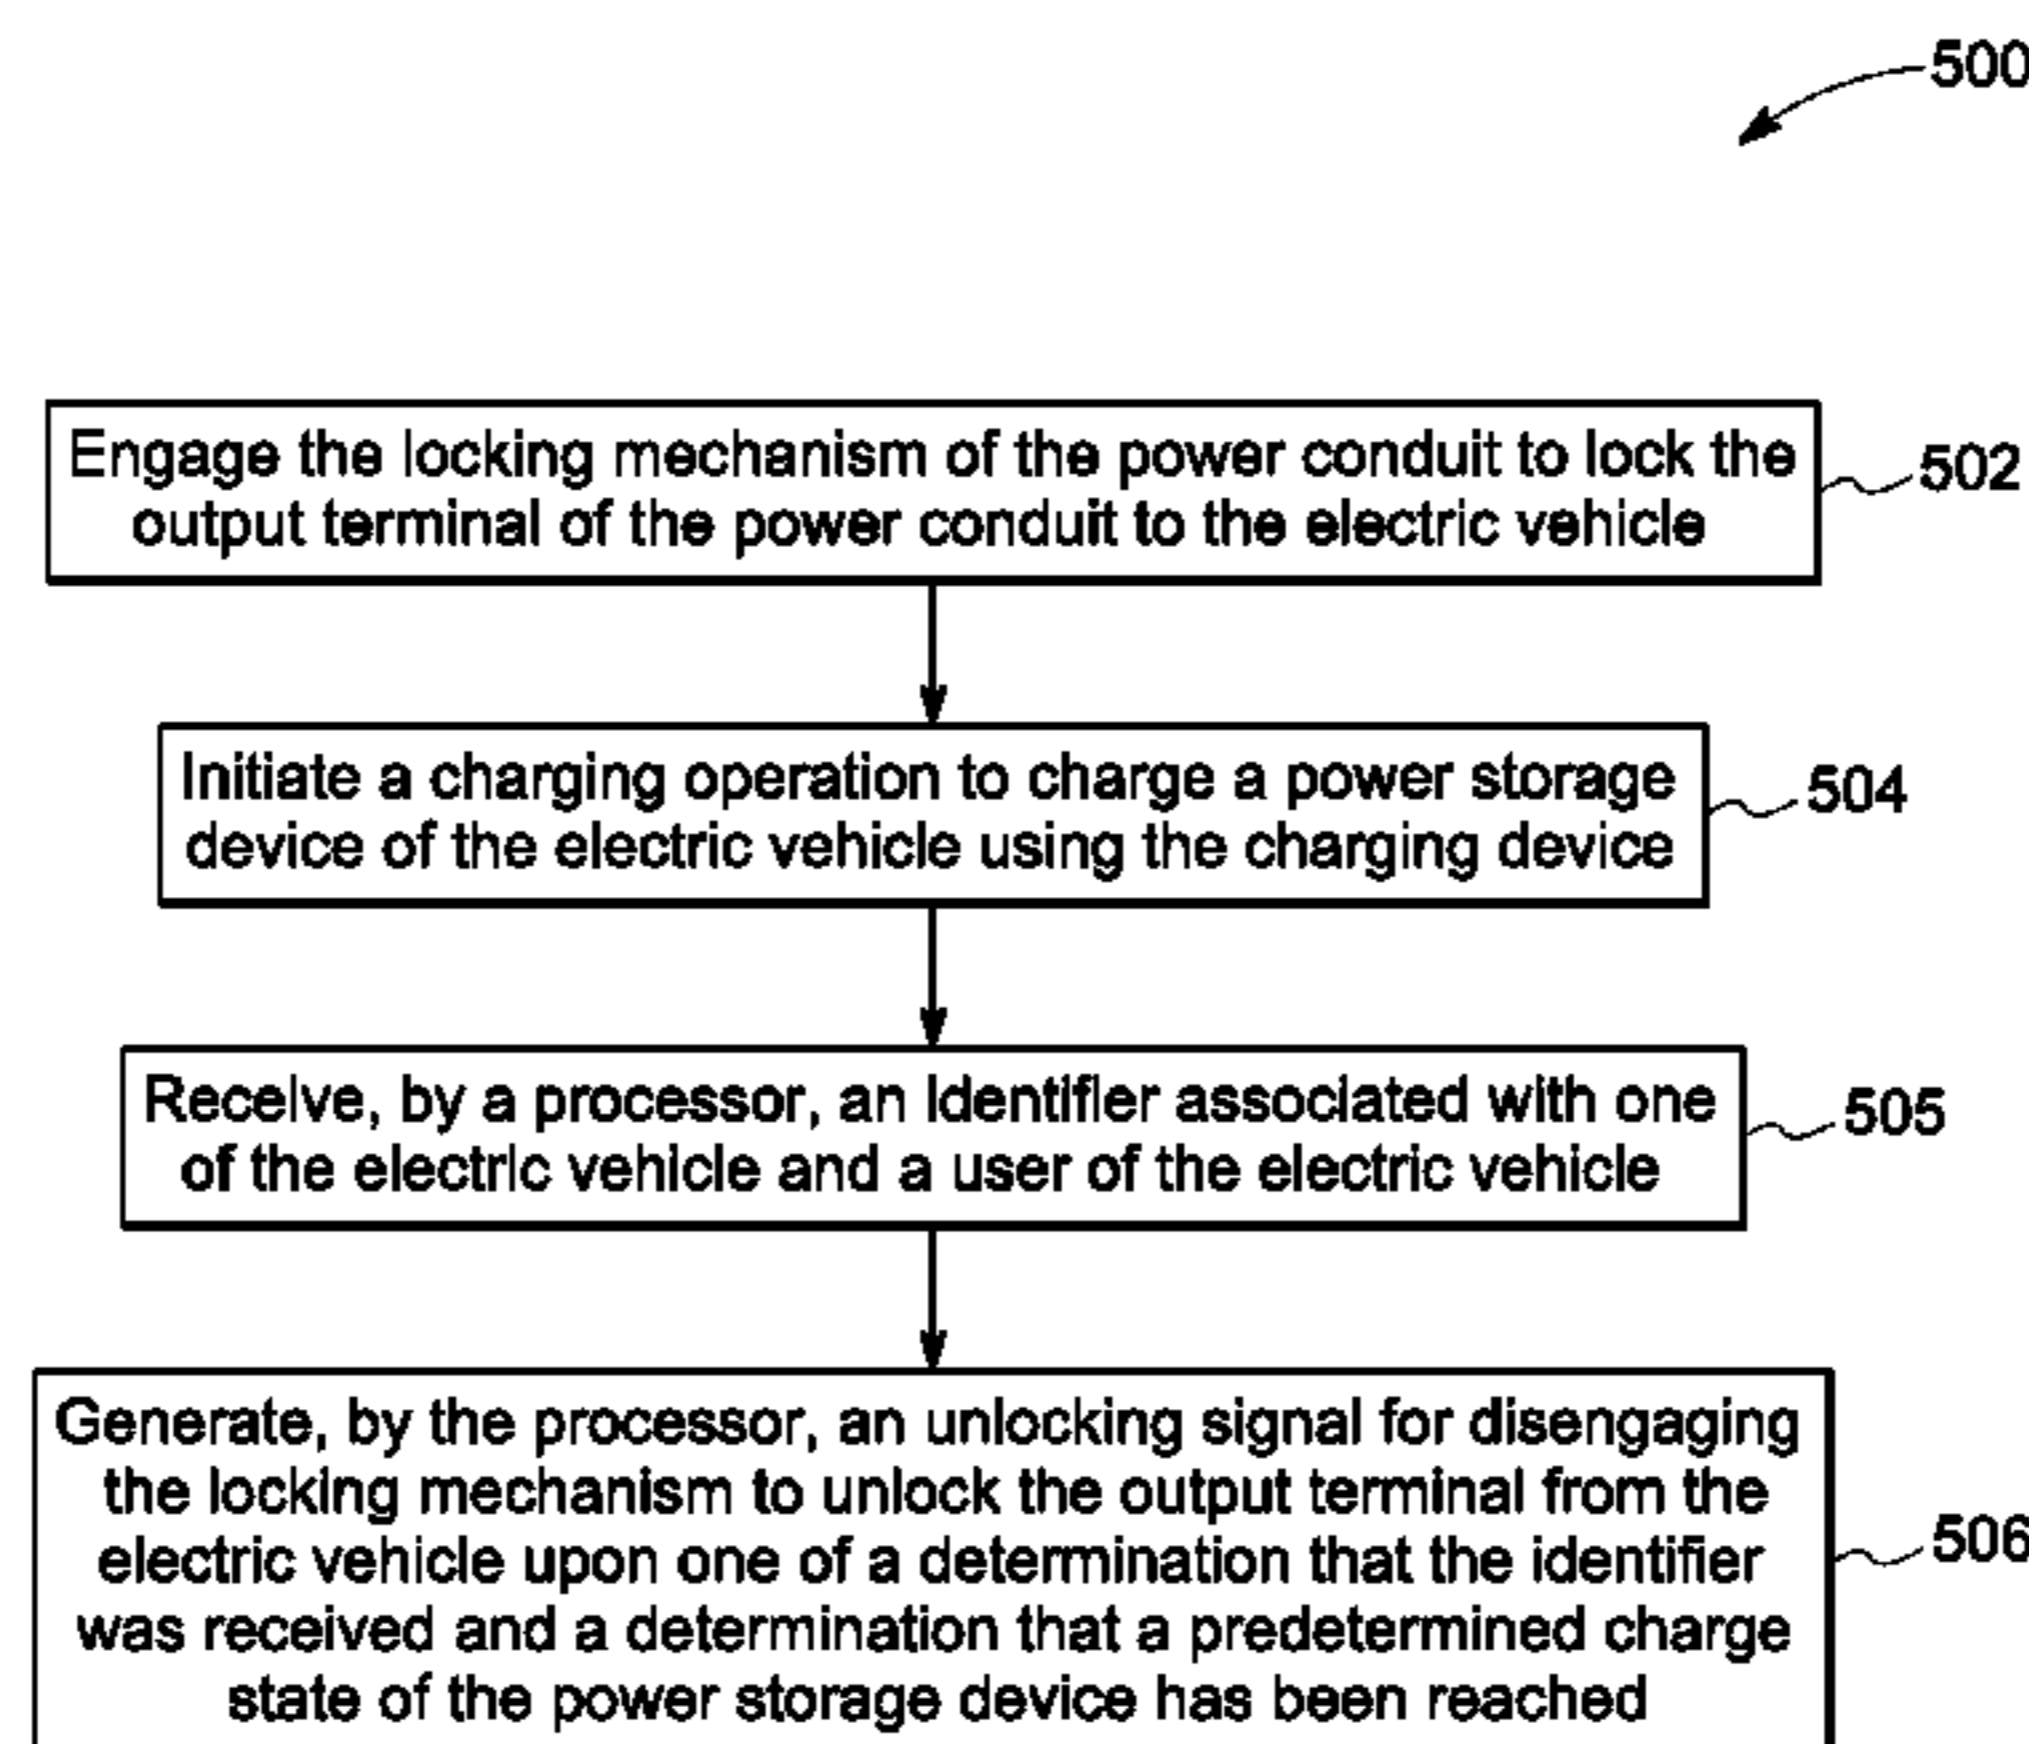 500
Engage the locking mechanism of the power conduit to lock the
output terminal of the power conduit to the electric vehicle
502
Initiate a charging operation to charge a power storage
device of the electric vehicle using the charging device
504
Receive, by a processor, an identifier associated with one
of the electric vehicle and a user of the electric vehicle
505
Generate, by the processor, an unlocking signal for disengaging
the locking mechanism to unlock the output terminal from the
electric vehicle upon one of a determination that the identifier
was received and a determination that a predetermined charge
state of the power storage device has been reached
506